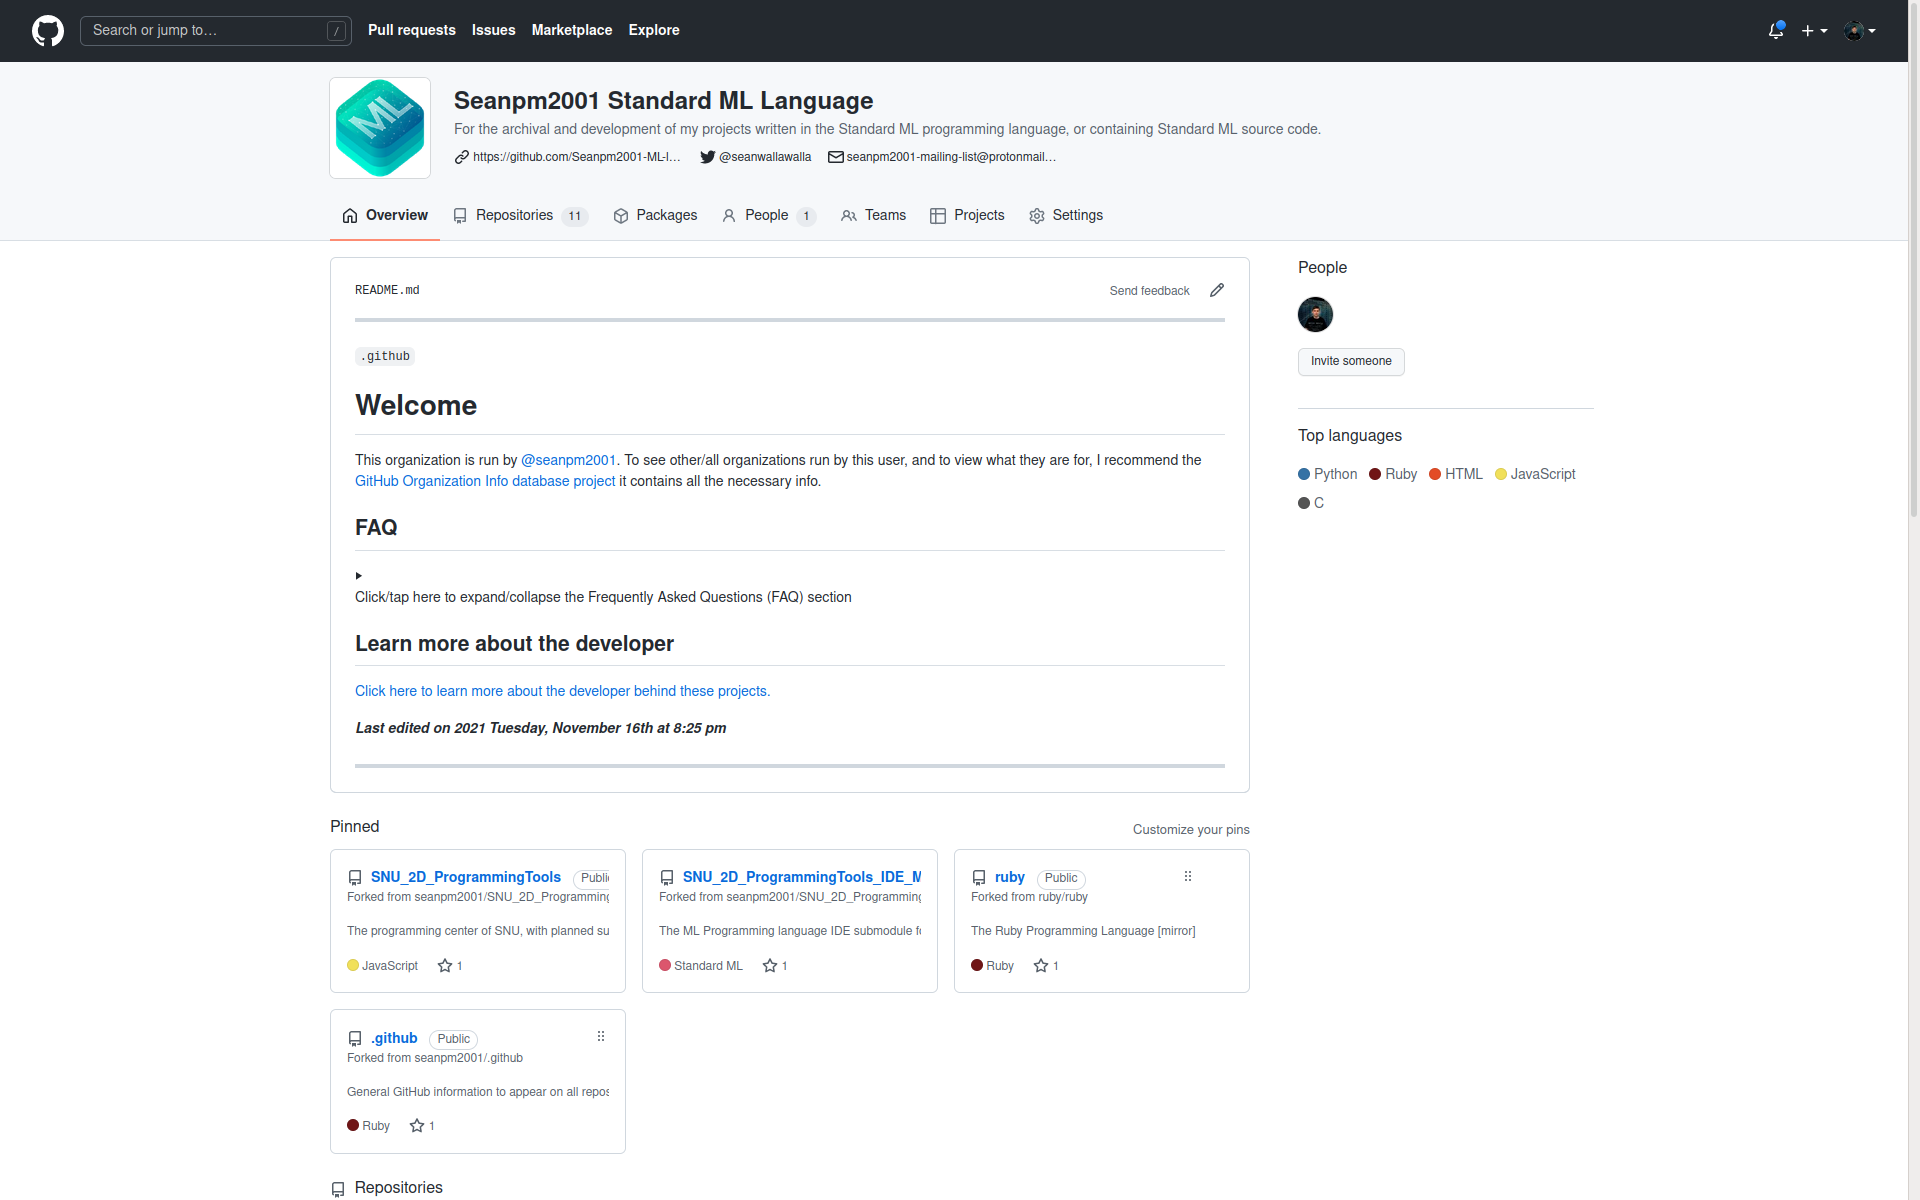 Search or jump to…
/
Pull requests Issues Marketplace Explore
ML
Seanpm2001 Standard ML Language
For the archival and development of my projects written in the Standard ML programming language, or containing Standard ML source code.
https://github.com/Seanpm2001-ML-l… @seanwallawalla seanpm2001-mailing-list@protonmail…
Overview Repositories 11 Packages People 1 Teams Projects Settings
README.md Send feedback
.github
Welcome
This organization is run by @seanpm2001. To see other/all organizations run by this user, and to view what they are for, I recommend the
GitHub Organization Info database project it contains all the necessary info.
FAQ
Click/tap here to expand/collapse the Frequently Asked Questions (FAQ) section
Learn more about the developer
Click here to learn more about the developer behind these projects.
Last edited on 2021 Tuesday, November 16th at 8:25 pm
People
Invite someone
Top languages
Python Ruby HTML JavaScript
C
Pinned
Customize your pins
SNU_2D_ProgrammingTools Publi
Forked from seanpm2001/SNU_2D_Programming
The programming center of SNU, with planned su
JavaScript 1
SNU_2D_ProgrammingTools_IDE_M
Forked from seanpm2001/SNU_2D_Programming
The ML Programming language IDE submodule fo
Standard ML 1
ruby Public
Forked from ruby/ruby
The Ruby Programming Language [mirror]
Ruby 1
.github Public
Forked from seanpm2001/.github
General GitHub information to appear on all repos
Ruby 1
Repositories